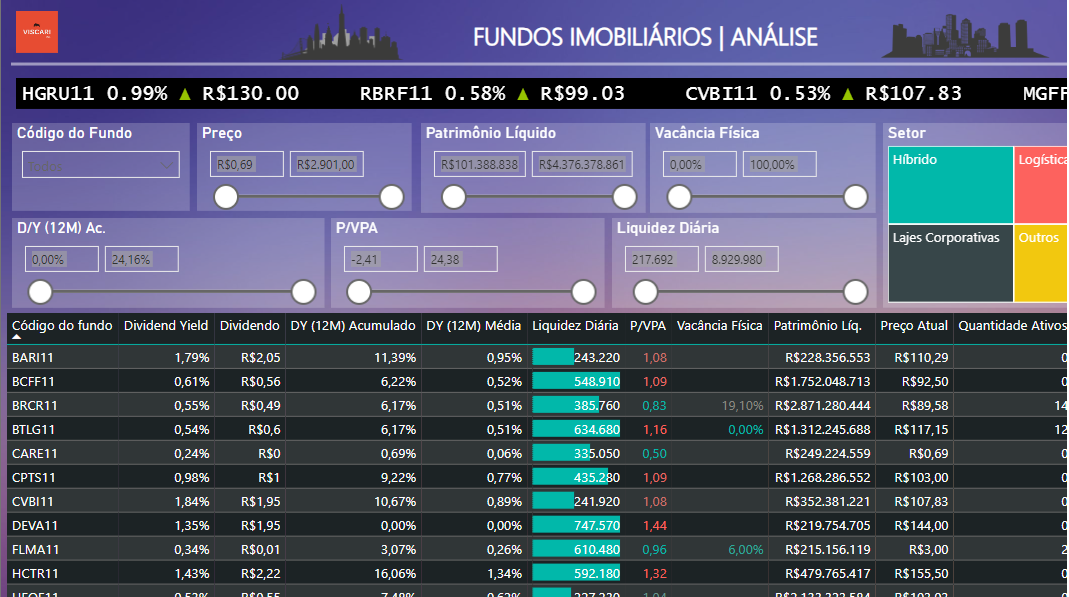 VISCARI
FUNDOS IMOBILIÁRIOS | ANÁLISE
HGRU11 0.99% ▲ R$130.00 RBRF11 0.58% ▲ R$99.03 CVBI11 0.53% ▲ R$107.83 MGFF
Código do Fundo Preço Patrimônio Líquido Vacância Física Setor
Todos R$0,69 R$2.901,00 R$101.388.838 R$4.376.378.861 0,00% 100,00% Híbrido Logística
D/Y (12M) Ac. P/VPA Liquidez Diária Lajes Corporativas Outros
0,00% 24,16% -2,41 24,38 217.692 8.929.980
Código do fundo Dividend Yield Dividendo DY (12M) Acumulado DY (12M) Média Liquidez Diária P/VPA Vacância Física Patrimônio Líq. Preço Atual Quantidade Ativos
BARI11 1,79% R$2,05 11,39% 0,95% 243.220 1,08 R$228.356.553 R$110,29 0
BCFF11 0,61% R$0,56 6,22% 0,52% 548.910 1,09 R$1.752.048.713 R$92,50 0
BRCR11 0,55% R$0,49 6,17% 0,51% 385.760 0,83 19,10% R$2.871.280.444 R$89,58 14
BTLG11 0,54% R$0,6 6,17% 0,51% 634.680 1,16 0,00% R$1.312.245.688 R$117,15 12
CARE11 0,24% R$0 0,69% 0,06% 335.050 0,50 R$249.224.559 R$0,69 0
CPTS11 0,98% R$1 9,22% 0,77% 435.280 1,09 R$1.268.286.552 R$103,00 0
CVBI11 1,84% R$1,95 10,67% 0,89% 241.920 1,08 R$352.381.221 R$107,83 0
DEVA11 1,35% R$1,95 0,00% 0,00% 747.570 1,44 R$219.754.705 R$144,00 0
FLMA11 0,34% R$0,01 3,07% 0,26% 610.480 0,96 6,00% R$215.156.119 R$3,00 2
HCTR11 1,43% R$2,22 16,06% 1,34% 592.180 1,32 R$479.765.417 R$155,50 0